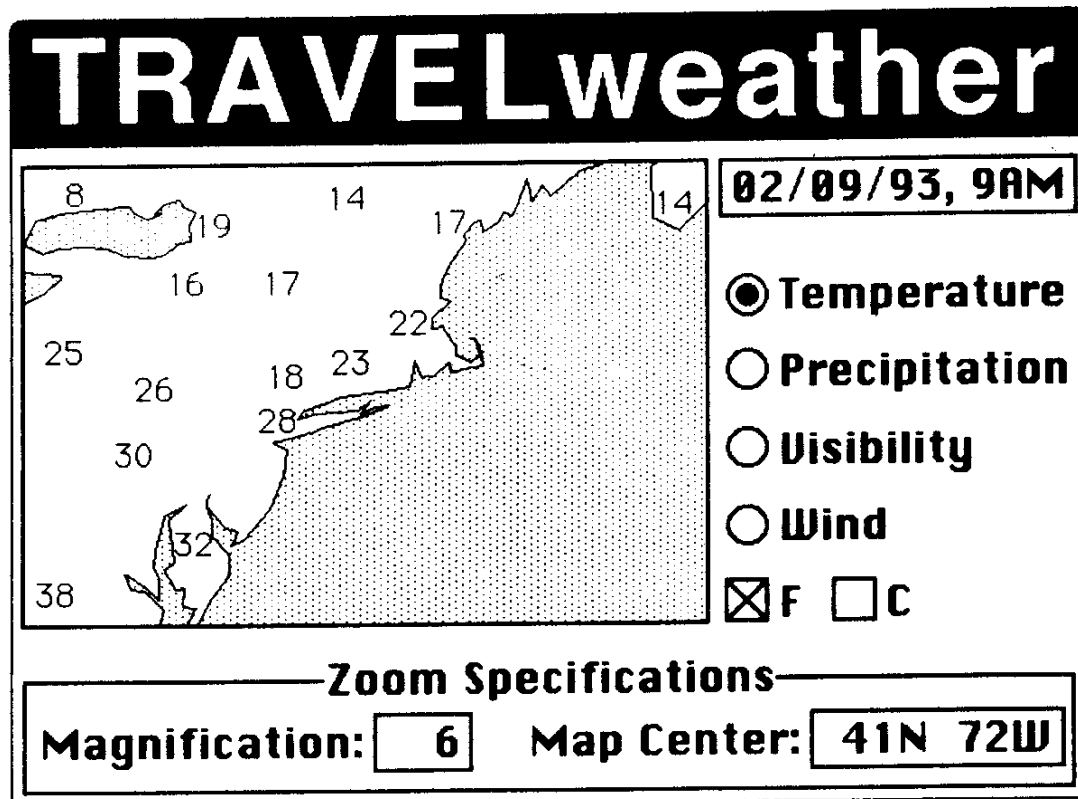 TRAVELweather
02/09/93, 9AM
8
14
14
19
17
16
17
22
25
23
18
26
28
30
32
38
Temperature
Precipitation
Visibility
Wind
F C
Zoom Specifications
Magnification: 6 Map Center: 41N 72W